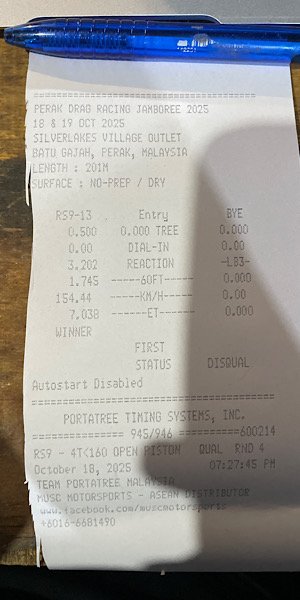 ==========================================
PERAK DRAG RACING JAMBOREE 2025
18 & 19 OCT 2025
SILVERLAKES VILLAGE OUTLET
BATU GAJAH, PERAK, MALAYSIA
LENGTH : 201M
SURFACE : NO-PREP / DRY
RS9-13 Entry BYE
0.500 0.000 TREE 0.000
0.00 DIAL-IN 0.00
3.202 REACTION -LB3-
1.745 ------60FT------ 0.000
154.44 ------KM/H------ 0.00
7.038 -------ET------- 0.000
WINNER
FIRST
STATUS DISQUAL
Autostart Disabled
==========================================
PORTATREE TIMING SYSTEMS, INC.
============= 945/946 ===========600214
RS9 - 4T<160 OPEN PISTON QUAL RND 4
October 18, 2025 07:27:45 PM
TEAM PORTATREE MALAYSIA
MUSC MOTORSPORTS - ASEAN DISTRIBUTOR
www.facebook.com/muscmotorsports
+6016-6681490